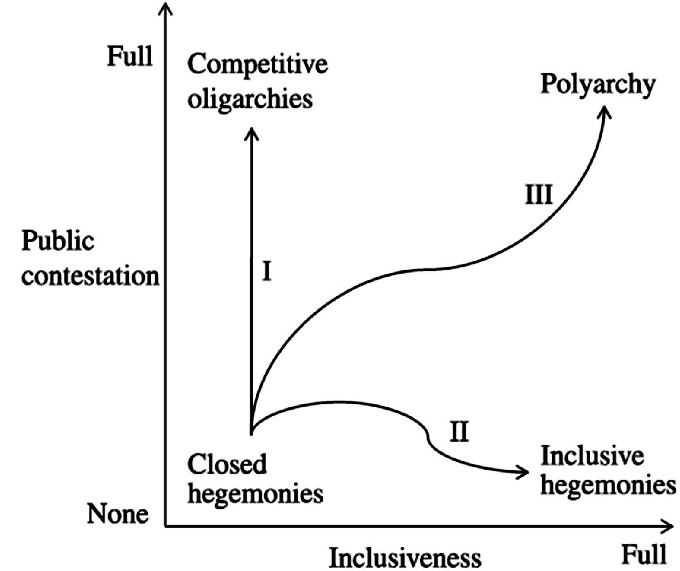 Full
Competitive
oligarchies
Polyarchy
III
Public
contestation
I
II
Closed
hegemonies
Inclusive
hegemonies
None
Inclusiveness
Full